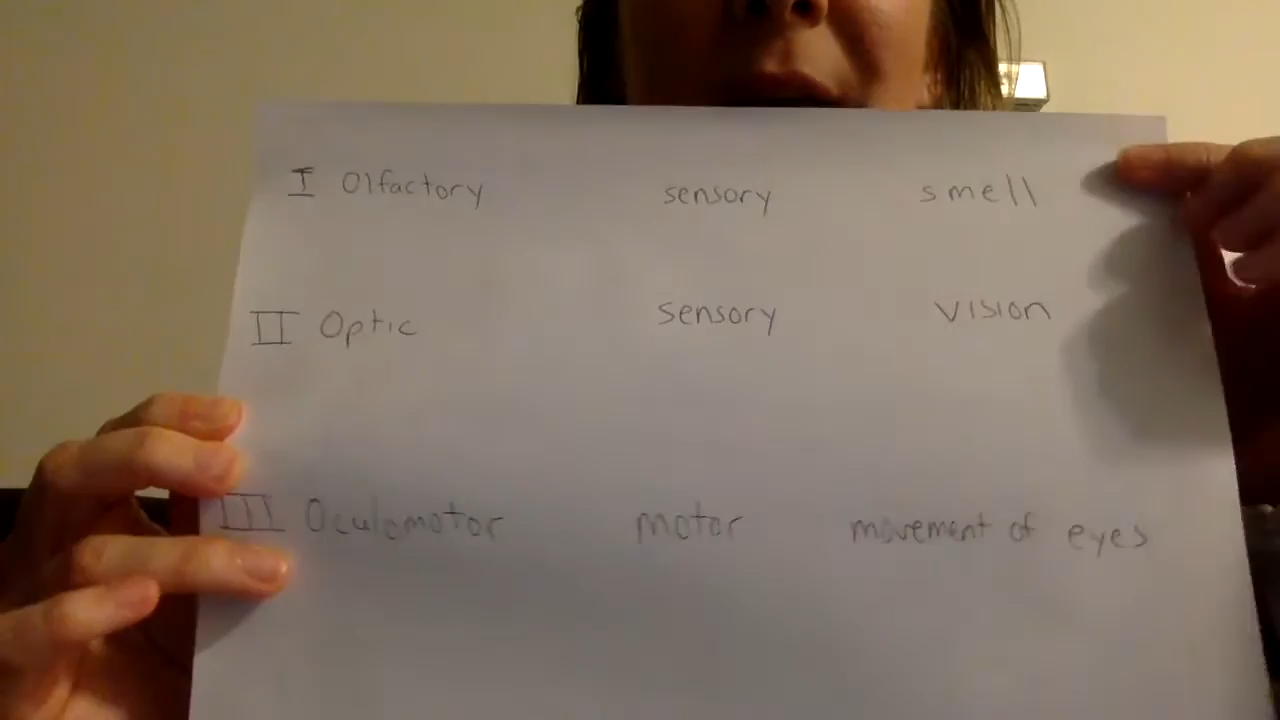 I Olfactory sensory smell
II Optic sensory vision
III Oculomotor motor movement of eyes